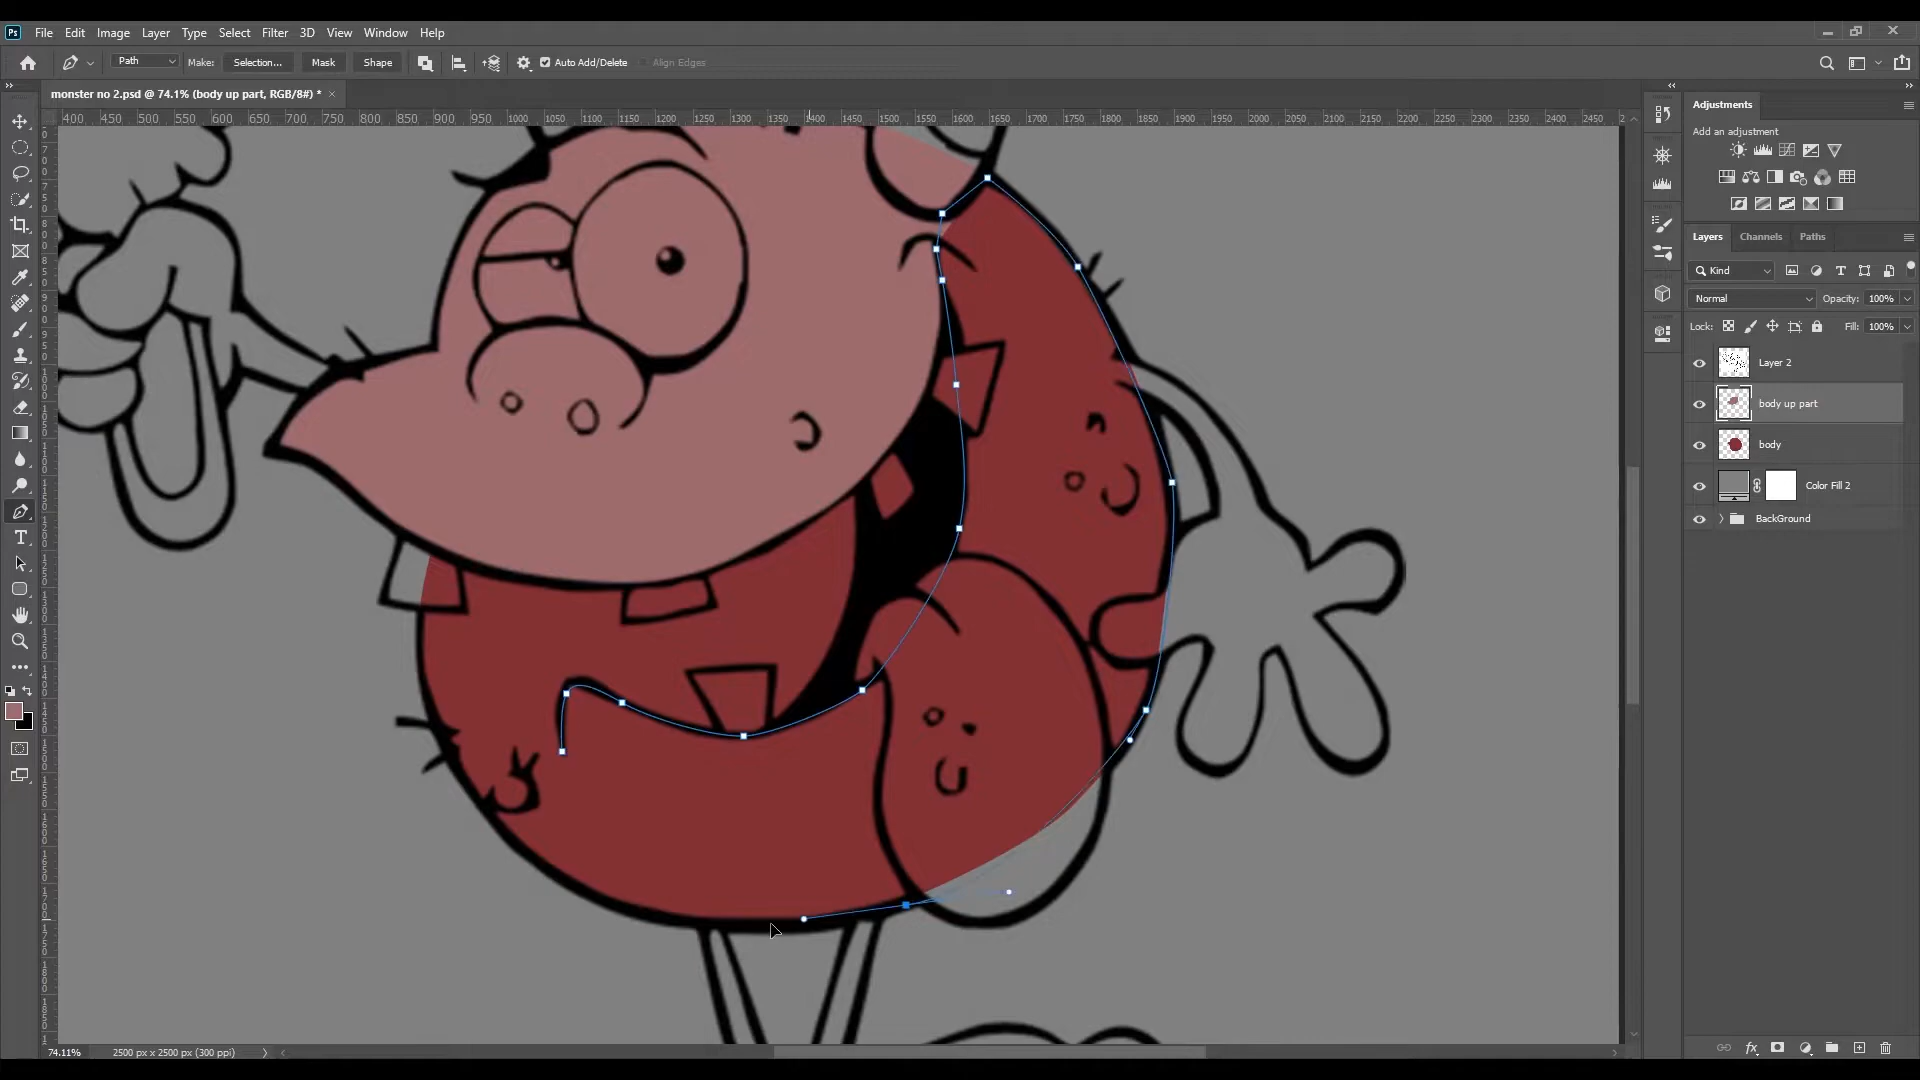 Ps File Edit Image Layer Type Select Filter 3D View Window Help
Path Make: Selection... Mask Shape Auto Add/Delete Align Edges
monster no 2.psd @ 74.1% (body up part, RGB/8#) * ×
400 450 500 550 600 650 700 750 800 850 900 950 1000 1050 1100 1150 1200 1250 1300 1350 1400 1450 1500 1550 1600 1650 1700 1750 1800 1850 1900 1950 2000 2050 2100 2150 2200 2250 2300 2350 2400 2450 2
Adjustments
Add an adjustment
Layers Channels Paths
Kind
Normal Opacity: 100%
Lock: Fill: 100%
Layer 2
body up part
body
Color Fill 2
BackGround
74.11% 2500 px x 2500 px (300 ppi)